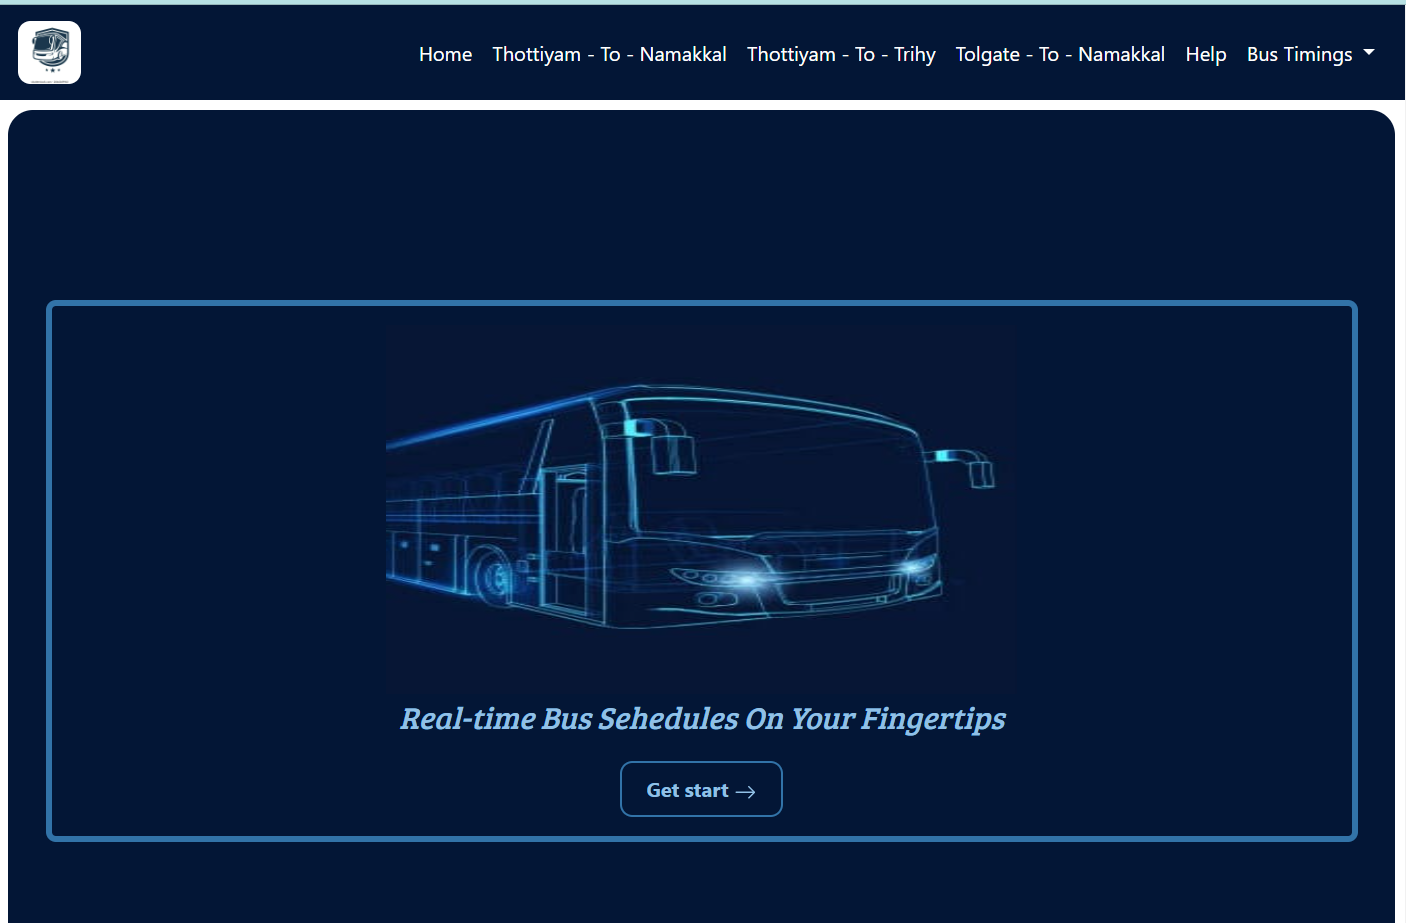 Home Thottiyam - To - Namakkal Thottiyam - To - Trihy Tolgate - To - Namakkal Help Bus Timings
Real-time Bus Sehedules On Your Fingertips
Get start →